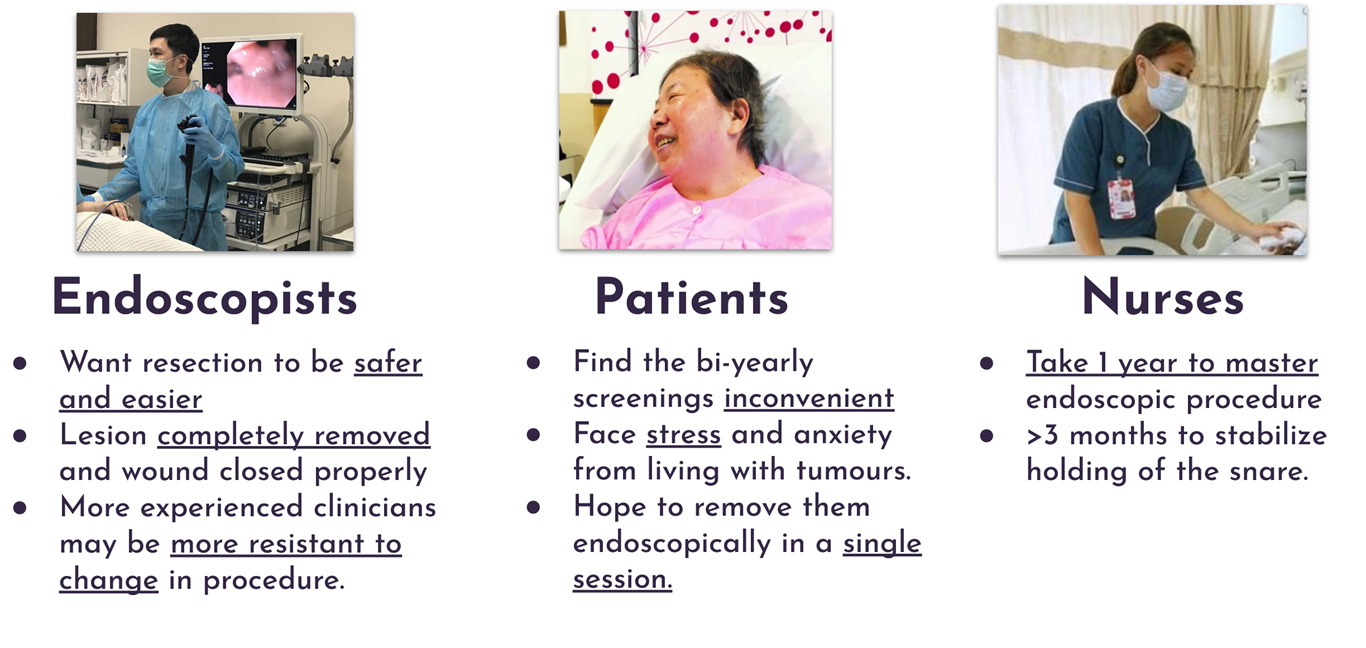 Endoscopists
● Want resection to be safer
and easier
● Lesion completely removed
and wound closed properly
● More experienced clinicians
may be more resistant to
change in procedure.
Patients
● Find the bi-yearly
screenings inconvenient
● Face stress and anxiety
from living with tumours.
● Hope to remove them
endoscopically in a single
session.
Nurses
● Take 1 year to master
endoscopic procedure
● >3 months to stabilize
holding of the snare.